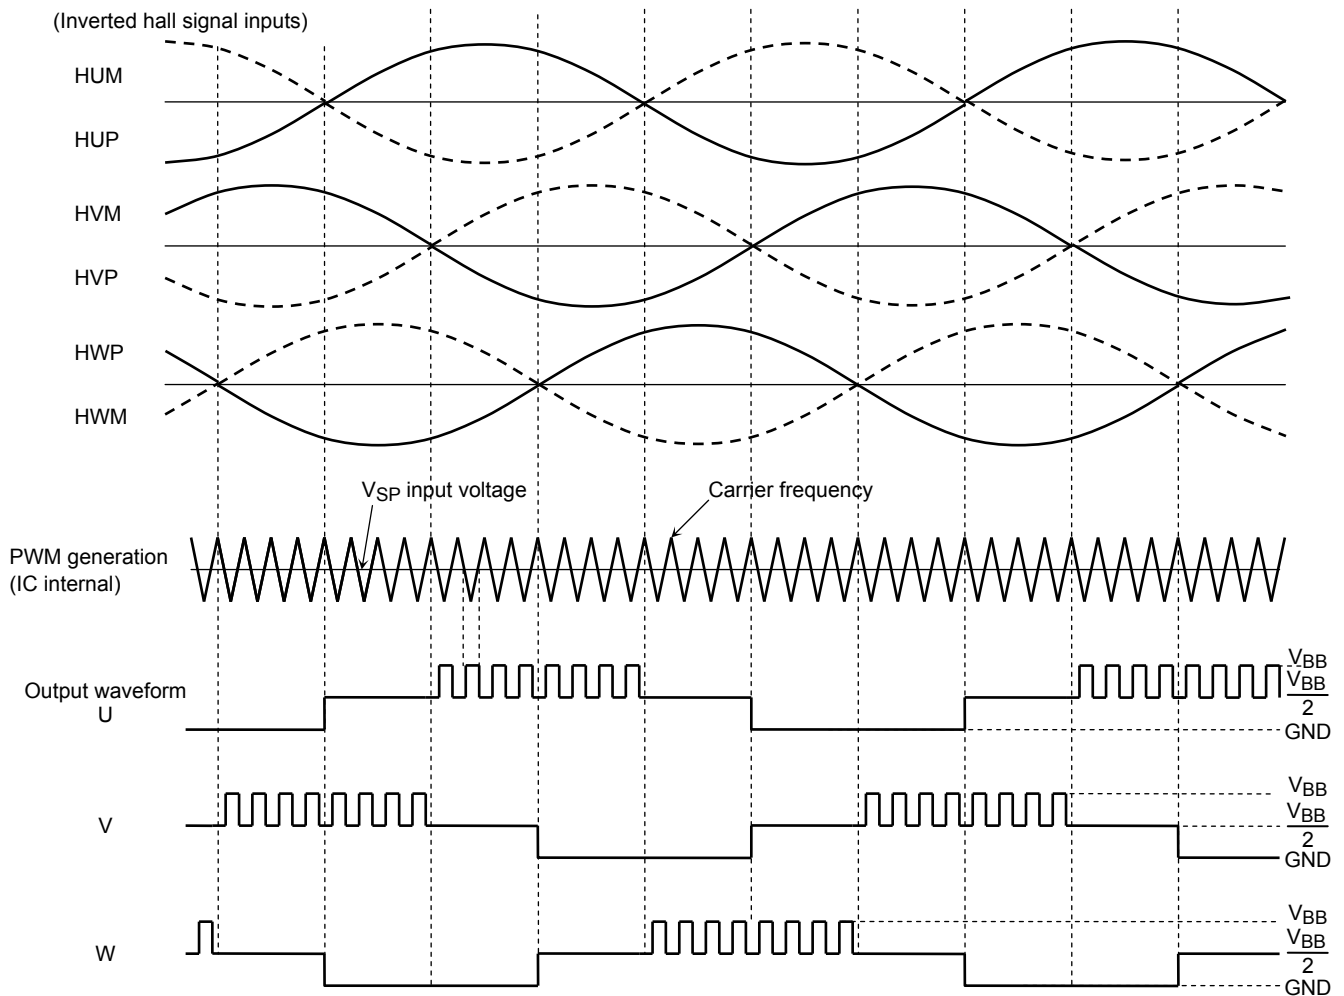 (Inverted hall signal inputs)
HUM
HUP
HVM
HVP
HWP
HWM
VSP input voltage
Carrier frequency
PWM generation
(IC internal)
Output waveform
U
VBB
VBB
2
GND
V
VBB
VBB
2
GND
W
VBB
VBB
2
GND